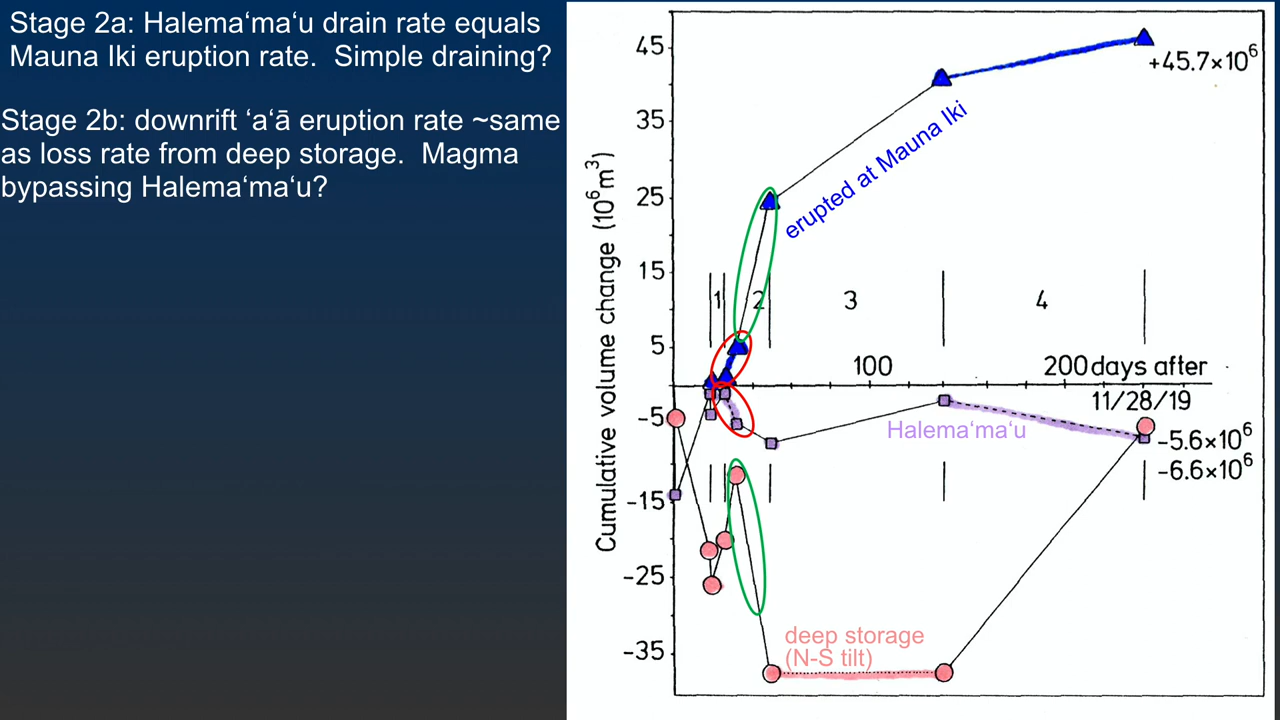 Stage 2a: Halemaʻmaʻu drain rate equals
Mauna Iki eruption rate.  Simple draining?
Stage 2b: downrift ʻaʻā eruption rate ~same
as loss rate from deep storage.  Magma
bypassing Halemaʻmaʻu?
Cumulative volume change (10⁶m³)
45
35
25
15
5
-5
-15
-25
-35
+45.7×10⁶
erupted at Mauna Iki
1
2
3
4
100
200 days after
11/28/19
Halemaʻmaʻu
-5.6×10⁶
-6.6×10⁶
deep storage
(N-S tilt)